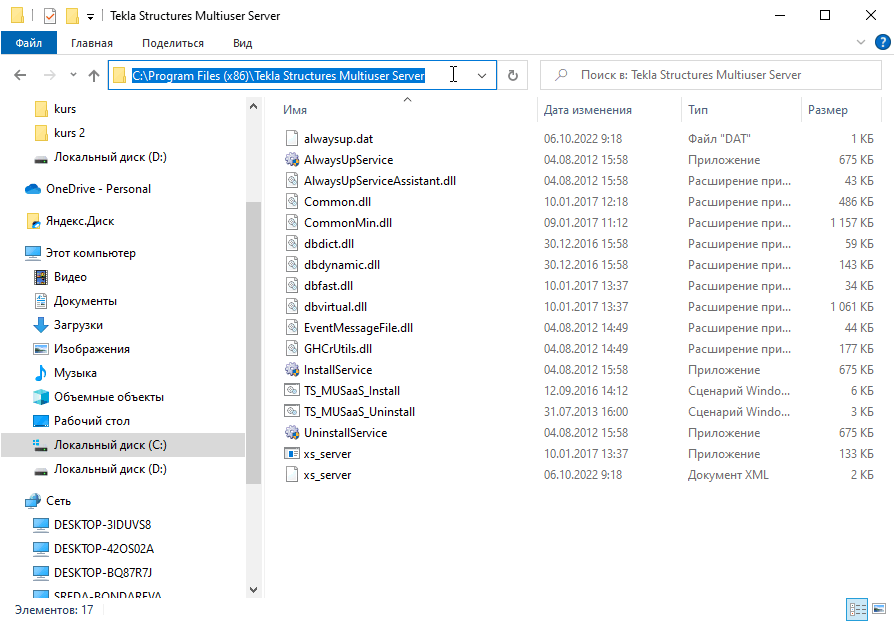 Tekla Structures Multiuser Server
Файл Главная Поделиться Вид
C:\Program Files (x86)\Tekla Structures Multiuser Server
Поиск в: Tekla Structures Multiuser Server
kurs
kurs 2
Локальный диск (D:)
OneDrive - Personal
Яндекс.Диск
Этот компьютер
Видео
Документы
Загрузки
Изображения
Музыка
Объемные объекты
Рабочий стол
Локальный диск (C:)
Локальный диск (D:)
Сеть
DESKTOP-3IDUVS8
DESKTOP-42OS02A
DESKTOP-BQ87R7J
SREDA-BONDAREVA
Имя Дата изменения Тип Размер
alwaysup.dat 06.10.2022 9:18 Файл "DAT" 1 КБ
AlwaysUpService 04.08.2012 15:58 Приложение 675 КБ
AlwaysUpServiceAssistant.dll 04.08.2012 15:58 Расширение при... 43 КБ
Common.dll 10.01.2017 12:18 Расширение при... 486 КБ
CommonMin.dll 09.01.2017 11:12 Расширение при... 1 157 КБ
dbdict.dll 30.12.2016 15:58 Расширение при... 59 КБ
dbdynamic.dll 30.12.2016 15:58 Расширение при... 143 КБ
dbfast.dll 10.01.2017 13:37 Расширение при... 34 КБ
dbvirtual.dll 10.01.2017 13:37 Расширение при... 1 061 КБ
EventMessageFile.dll 04.08.2012 14:49 Расширение при... 44 КБ
GHCrUtils.dll 04.08.2012 14:49 Расширение при... 177 КБ
InstallService 04.08.2012 15:58 Приложение 675 КБ
TS_MUSaaS_Install 12.09.2016 14:12 Сценарий Windo... 6 КБ
TS_MUSaaS_Uninstall 31.07.2013 16:00 Сценарий Windo... 3 КБ
UninstallService 04.08.2012 15:58 Приложение 675 КБ
xs_server 10.01.2017 13:37 Приложение 133 КБ
xs_server 06.10.2022 9:18 Документ XML 2 КБ
Элементов: 17